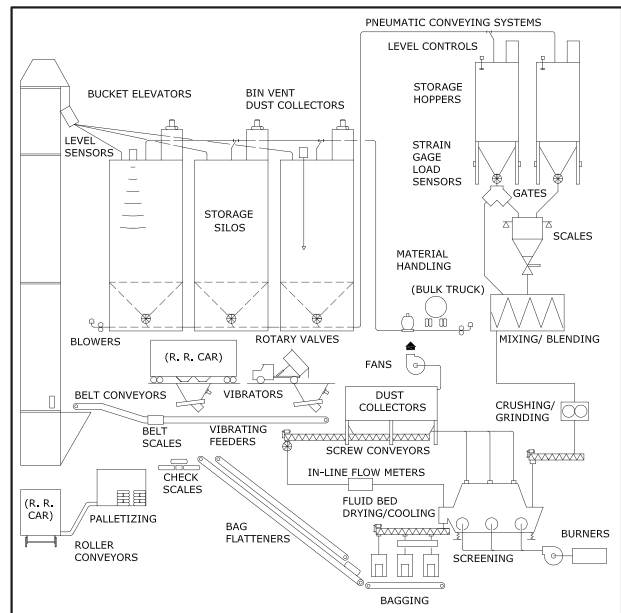 PNEUMATIC CONVEYING SYSTEMS
LEVEL CONTROLS
BUCKET ELEVATORS
BIN VENT
DUST COLLECTORS
STORAGE
HOPPERS
LEVEL
SENSORS
STRAIN
GAGE
LOAD
SENSORS
GATES
STORAGE
SILOS
SCALES
MATERIAL
HANDLING
(BULK TRUCK)
BLOWERS
ROTARY VALVES
MIXING/ BLENDING
(R. R. CAR)
FANS
BELT CONVEYORS
VIBRATORS
DUST
COLLECTORS
CRUSHING/
GRINDING
BELT
SCALES
VIBRATING
FEEDERS
SCREW CONVEYORS
IN-LINE FLOW METERS
CHECK
SCALES
(R. R.
CAR)
PALLETIZING
FLUID BED
DRYING/COOLING
ROLLER
CONVEYORS
BAG
FLATTENERS
SCREENING
BURNERS
BAGGING